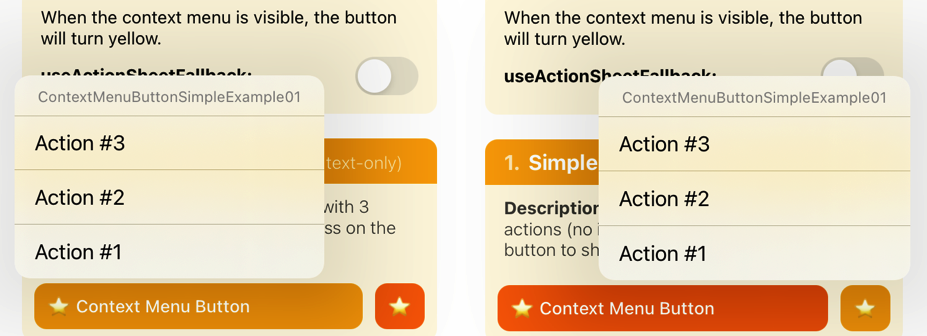 When the context menu is visible, the button
will turn yellow.
useActionSheetFallback:
ContextMenuButtonSimpleExample01
Action #3
Action #2
Action #1
text-only)
with 3
ss on the
Context Menu Button
When the context menu is visible, the button
will turn yellow.
useActionSheetFallback:
ContextMenuButtonSimpleExample01
Action #3
Action #2
Action #1
1. Simple
Description
actions (no
button to sh
Context Menu Button